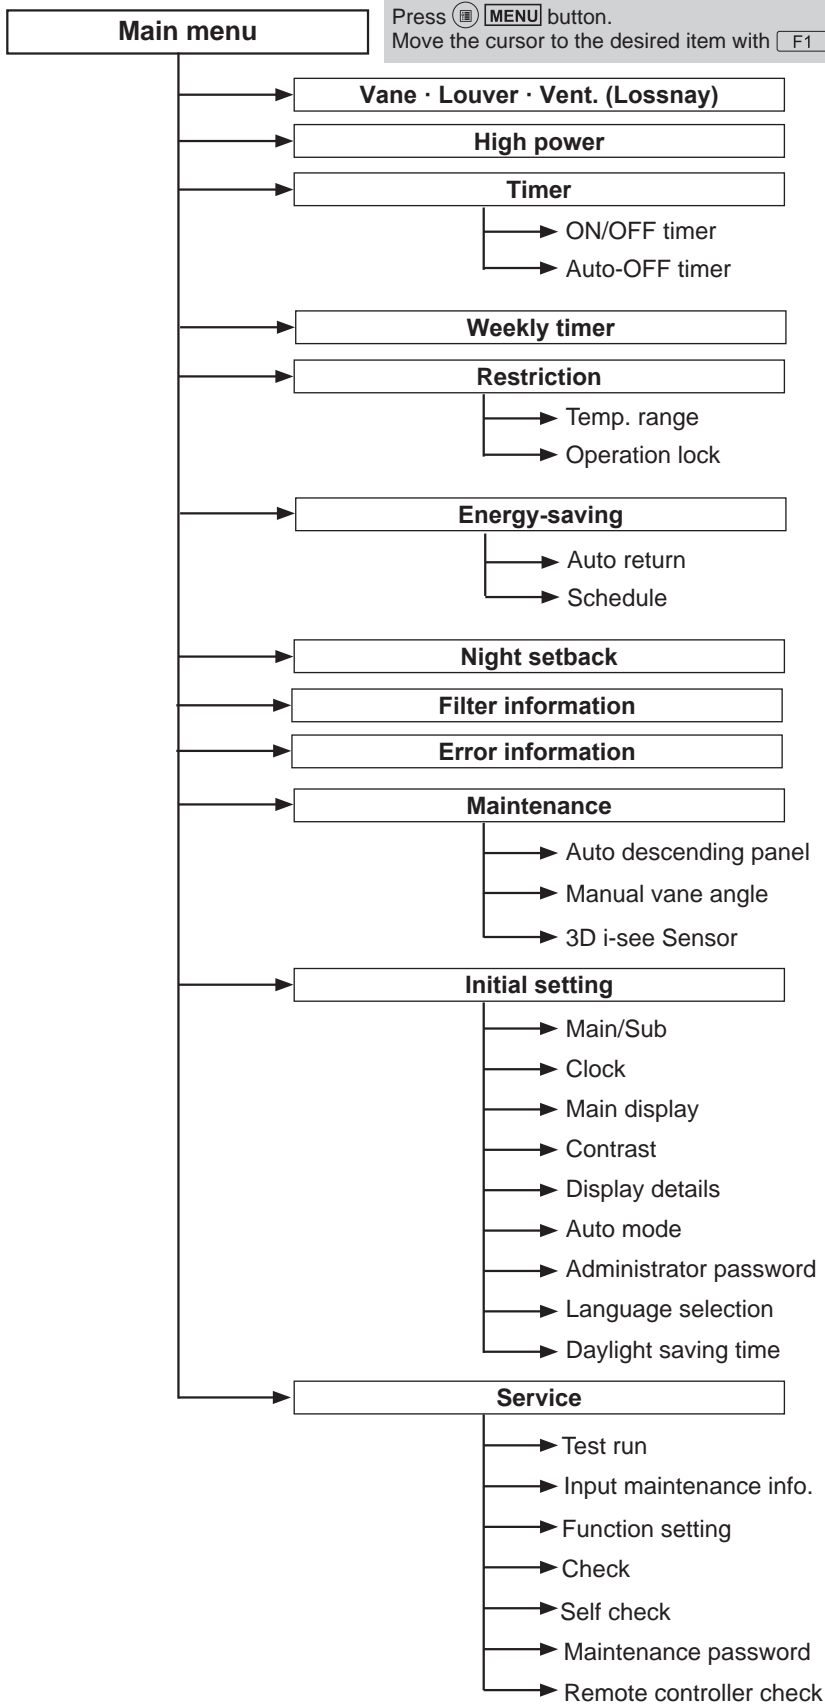 Main menu
Press MENU button.
Move the cursor to the desired item with F1
Vane · Louver · Vent. (Lossnay)
High power
Timer
ON/OFF timer
Auto-OFF timer
Weekly timer
Restriction
Temp. range
Operation lock
Energy-saving
Auto return
Schedule
Night setback
Filter information
Error information
Maintenance
Auto descending panel
Manual vane angle
3D i-see Sensor
Initial setting
Main/Sub
Clock
Main display
Contrast
Display details
Auto mode
Administrator password
Language selection
Daylight saving time
Service
Test run
Input maintenance info.
Function setting
Check
Self check
Maintenance password
Remote controller check